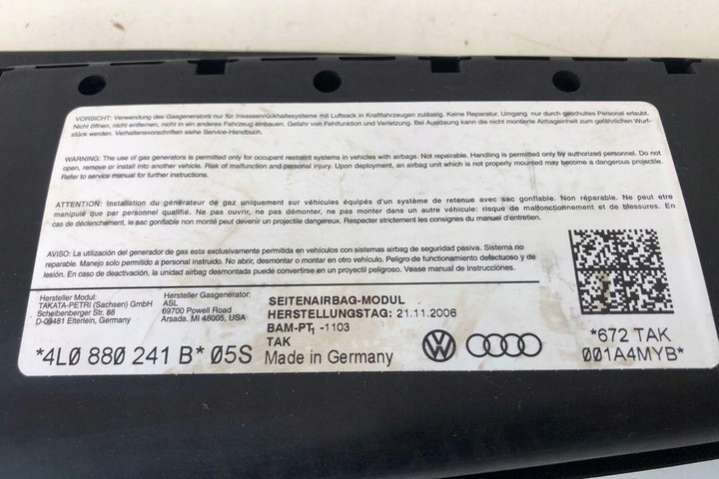 VORSICHT: Verwendung des Gasgenerators nur für Insassenrückhaltesysteme mit Luftsack in Kraftfahrzeugen zulässig. Keine Reparatur, Umgang, nur durch geschultes Personal erlaubt.
Nicht öffnen, nicht entfernen, nicht in ein anderes Fahrzeug einbauen. Gefahr von Fehlfunktion und Verletzung. Bei Auslösung kann die nicht montierte Airbageinheit zum gefährlichen Wurf-
stück werden. Verhaltensvorschriften siehe Service-Handbuch.
WARNING: The use of gas generators is permitted only for occupant restraint systems in vehicles with airbag. Not repairable. Handling is permitted only by authorized personnel. Do not
open, remove or install into another vehicle. Risk of malfunction and personal injury. Upon deployment, an airbag unit which is not properly mounted may become a dangerous projectile.
Refer to service manual for further instructions.
ATTENTION: Installation du générateur de gaz uniquement sur véhicules équipés d'un système de retenue avec sac gonflable. Non réparable. Ne peut être
manipulé que par personnel qualifié. Ne pas ouvrir, ne pas démonter, ne pas monter dans un autre véhicule: risque de malfonctionnement et de blessures. En
cas de déclenchement, le sac gonflable non monté peut devenir un projectile dangereux. Respecter strictement les consignes du manuel d'entretien.
AVISO: La utilización del generador de gas esta exclusivamente permitida en vehículos con sistemas airbag de seguridad pasiva. Sistema no
reparable. Manejo solo permitido a personal instruido. No abrir, desmontar o montar en otro vehículo. Peligro de funcionamiento defectuoso y de
lesión. En caso de desactivación, la unidad airbag desmontada puede convertirse en un proyectil peligroso. Vease manual de instrucciones.
Hersteller Modul:
TAKATA-PETRI (Sachsen) GmbH
Scheibenberger Str. 88
D-09481 Elterlein, Germany
Hersteller Gasgenerator:
ASL
69700 Powell Road
Armada. MI 48005, USA
SEITENAIRBAG-MODUL
HERSTELLUNGSTAG: 21.11.2006
BAM-PT1 -1103
TAK
Made in Germany
*4L0 880 241 B* 05S
*672 TAK
001A4MYB*